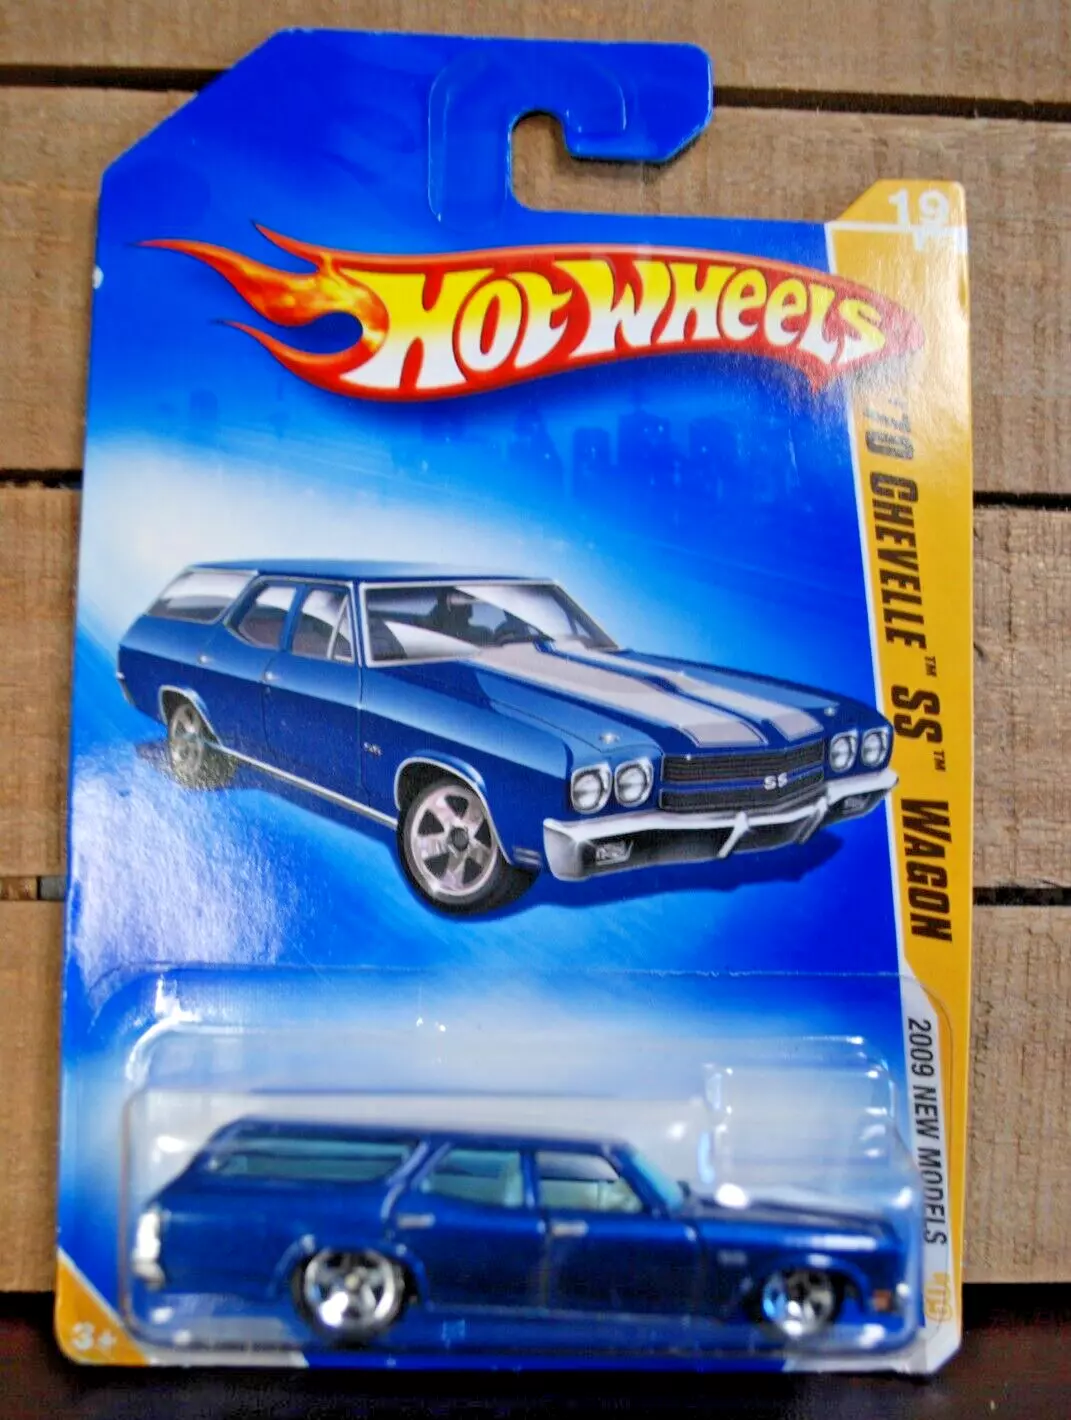 19
HOT WHEELS
'70 CHEVELLE™ SS™ WAGON
SS
2009 NEW MODELS
3+